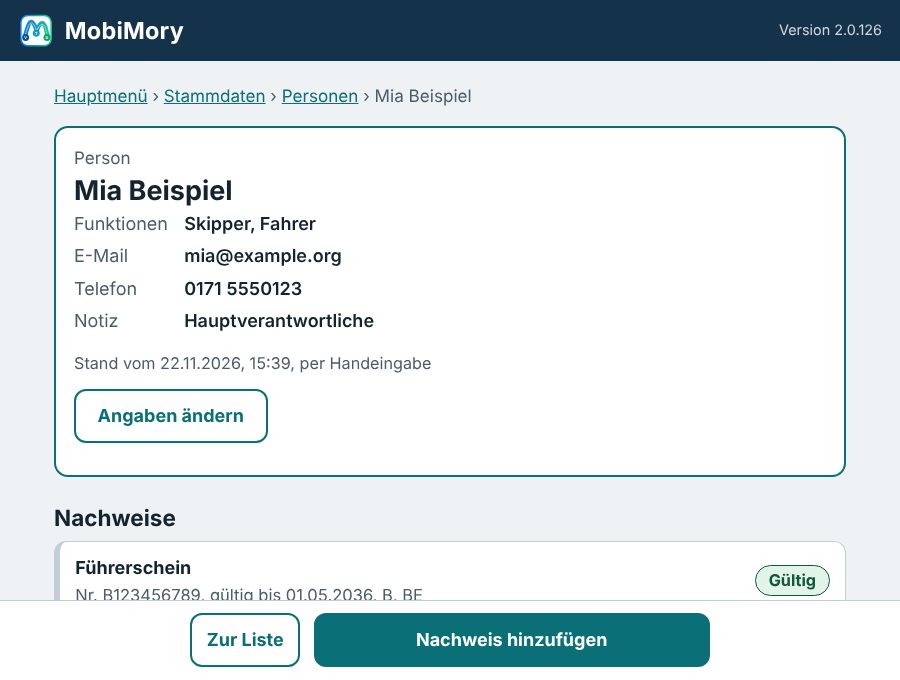 MobiMory
Version 2.0.126
Hauptmenü › Stammdaten › Personen › Mia Beispiel
Person
Mia Beispiel
Funktionen Skipper, Fahrer
E-Mail mia@example.org
Telefon 0171 5550123
Notiz Hauptverantwortliche
Stand vom 22.11.2026, 15:39, per Handeingabe
Angaben ändern
Nachweise
Führerschein
Gültig
Nr. B123456789, gültig bis 01.05.2036, B, BE
Zur Liste
Nachweis hinzufügen